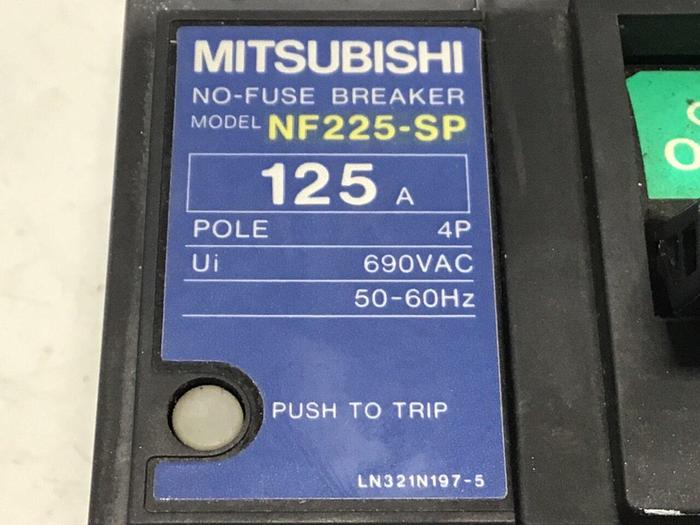 MITSUBISHI
NO-FUSE BREAKER
MODEL NF225-SP
125 A
POLE 4P
Ui 690VAC
50-60Hz
PUSH TO TRIP
LN321N197-5